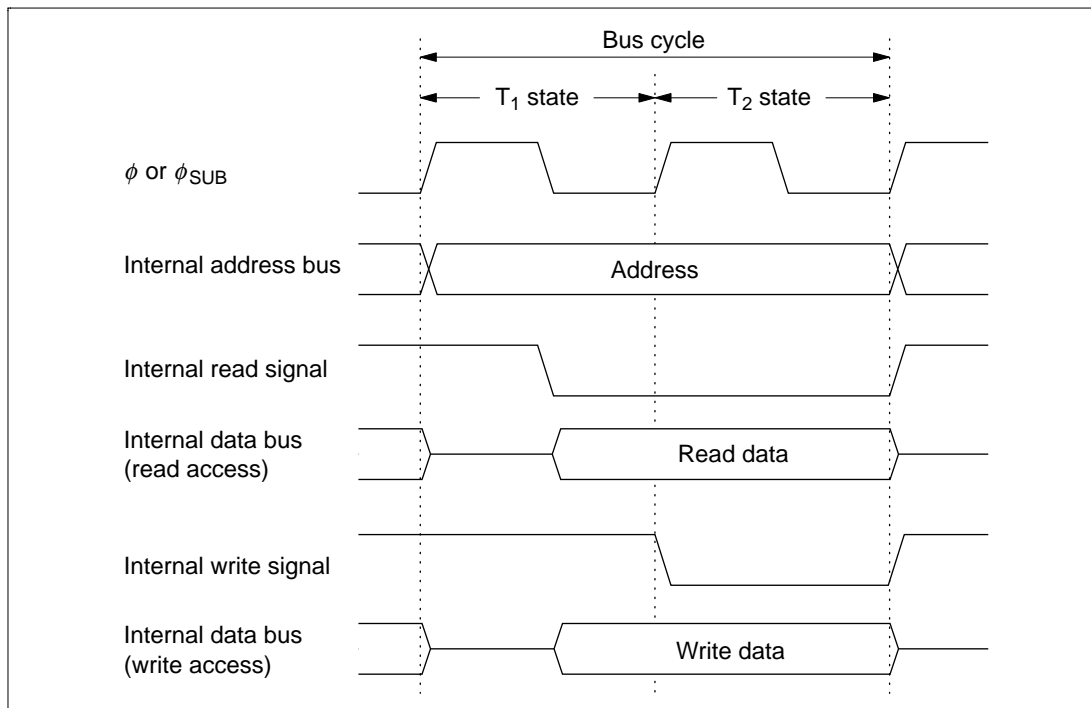 Bus cycle
T1 state
T2 state
ϕ or ϕSUB
Internal address bus
Address
Internal read signal
Internal data bus
(read access)
Read data
Internal write signal
Internal data bus
(write access)
Write data